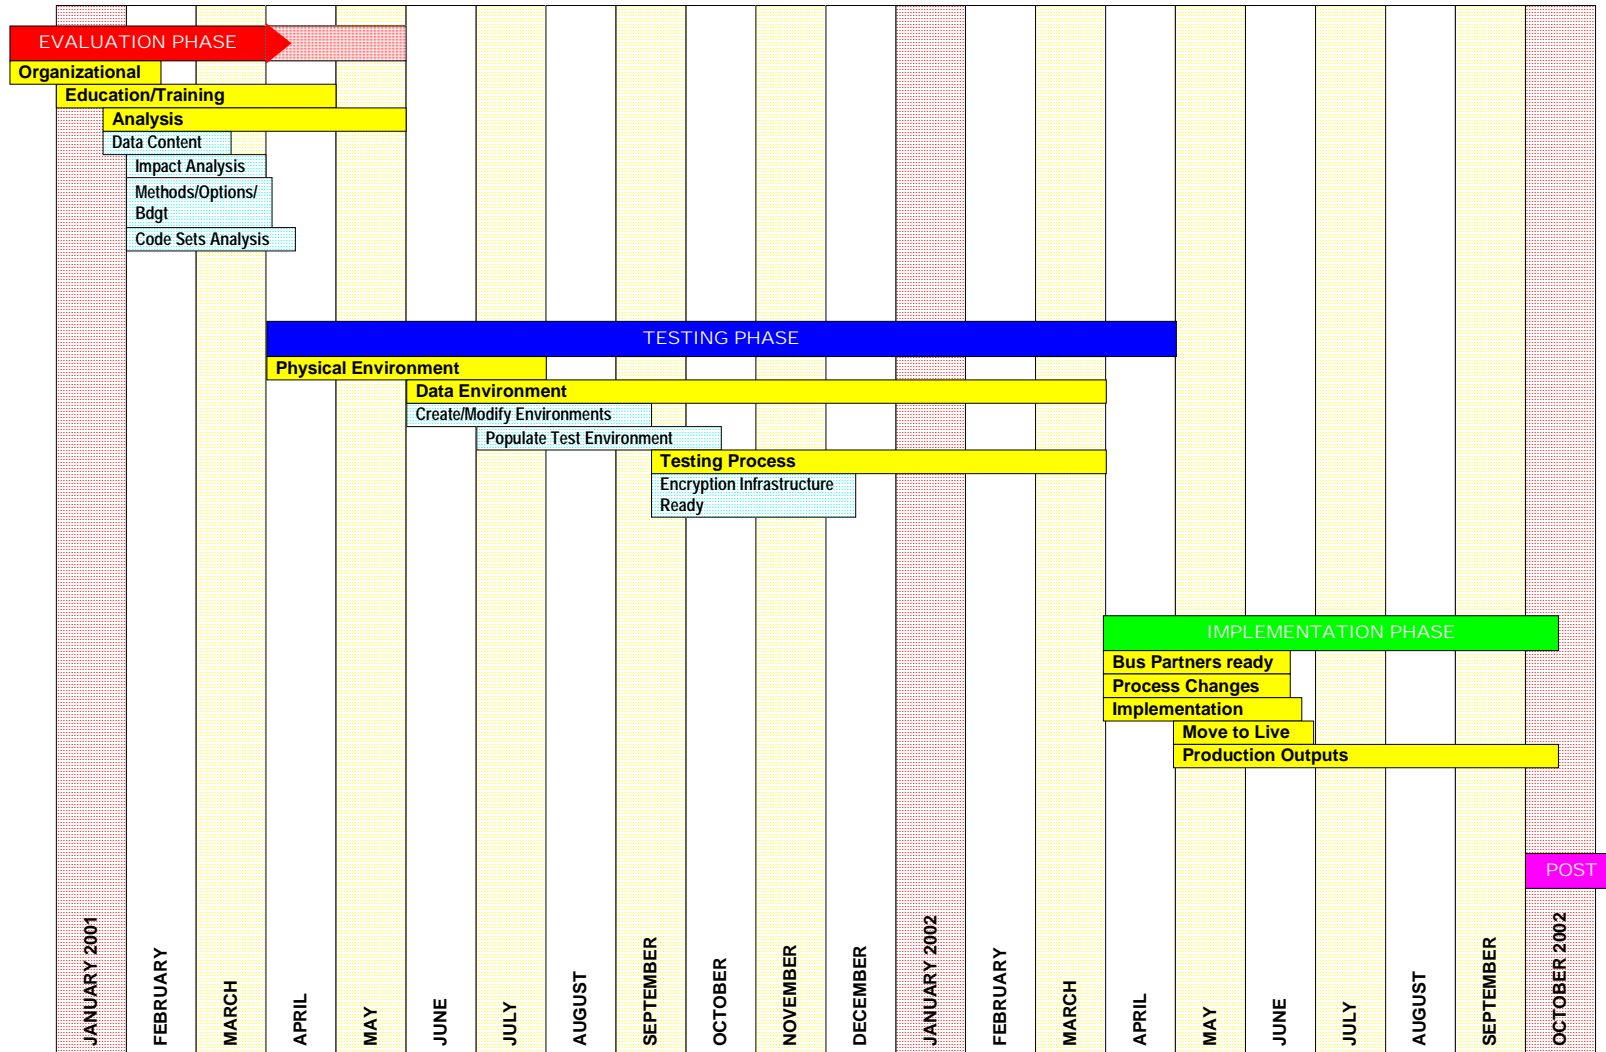 EVALUATION PHASE
Organizational
Education/Training
Analysis
Data Content
Impact Analysis
Methods/Options/
Bdgt
Code Sets Analysis
TESTING PHASE
Physical Environment
Data Environment
Create/Modify Environments
Populate Test Environment
Testing Process
Encryption Infrastructure
Ready
IMPLEMENTATION PHASE
Bus Partners ready
Process Changes
Implementation
Move to Live
Production Outputs
POST
JANUARY 2001
FEBRUARY
MARCH
APRIL
MAY
JUNE
JULY
AUGUST
SEPTEMBER
OCTOBER
NOVEMBER
DECEMBER
JANUARY 2002
FEBRUARY
MARCH
APRIL
MAY
JUNE
JULY
AUGUST
SEPTEMBER
OCTOBER 2002